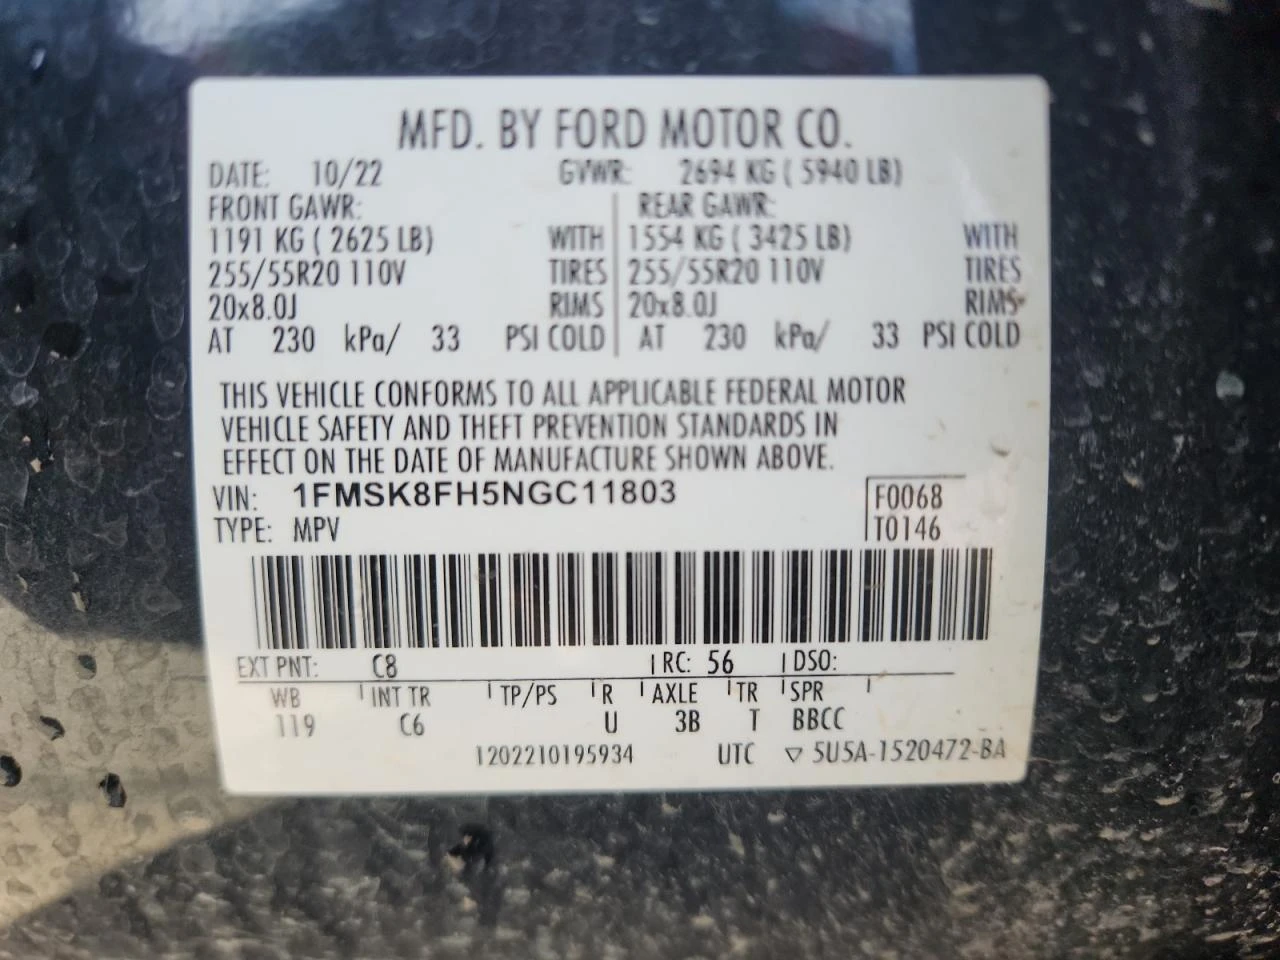 MFD. BY FORD MOTOR CO.
DATE: 10/22 GVWR: 2694 KG ( 5940 LB)
FRONT GAWR: REAR GAWR:
1191 KG ( 2625 LB) WITH 1554 KG ( 3425 LB) WITH
255/55R20 110V TIRES 255/55R20 110V TIRES
20x8.0J RIMS 20x8.0J RIMS
AT 230 kPa/ 33 PSI COLD AT 230 kPa/ 33 PSI COLD
THIS VEHICLE CONFORMS TO ALL APPLICABLE FEDERAL MOTOR
VEHICLE SAFETY AND THEFT PREVENTION STANDARDS IN
EFFECT ON THE DATE OF MANUFACTURE SHOWN ABOVE.
VIN: 1FMSK8FH5NGC11803 F0068
TYPE: MPV T0146
EXT PNT: C8 RC: 56 DSO:
WB INT TR TP/PS R AXLE TR SPR
119 C6 U 3B T BBCC
1202210195934 UTC ▽ 5U5A-1520472-BA